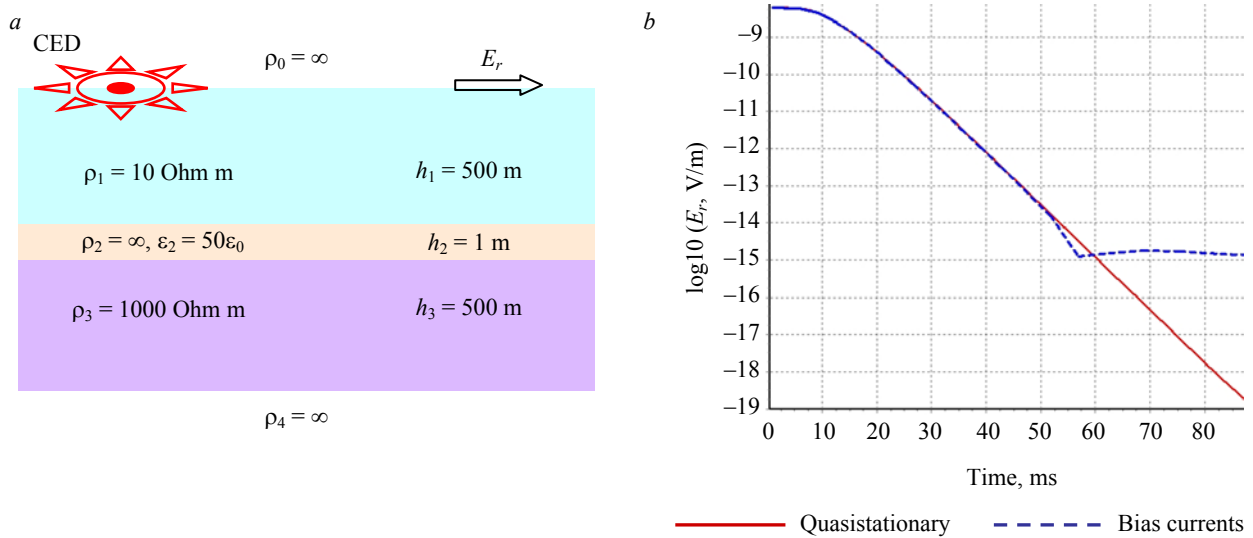 a
CED
ρ0 = ∞
Er
ρ1 = 10 Ohm m
h1 = 500 m
ρ2 = ∞, ε2 = 50ε0
h2 = 1 m
ρ3 = 1000 Ohm m
h3 = 500 m
ρ4 = ∞
b
log10 (Er, V/m)
–9
–10
–11
–12
–13
–14
–15
–16
–17
–18
–19
0 10 20 30 40 50 60 70 80
Time, ms
Quasistationary
Bias currents